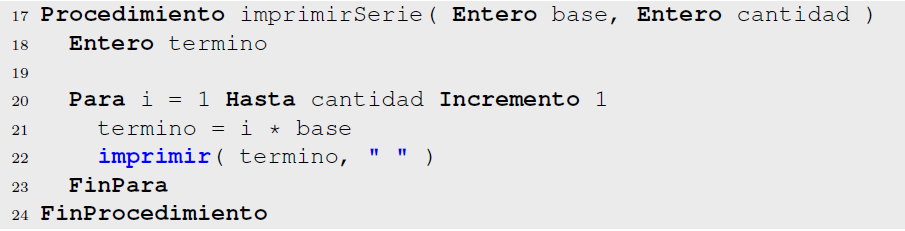 17 Procedimiento imprimirSerie( Entero base, Entero cantidad )
18 Entero termino
19
20 Para i = 1 Hasta cantidad Incremento 1
21 termino = i * base
22 imprimir( termino, " " )
23 FinPara
24 FinProcedimiento